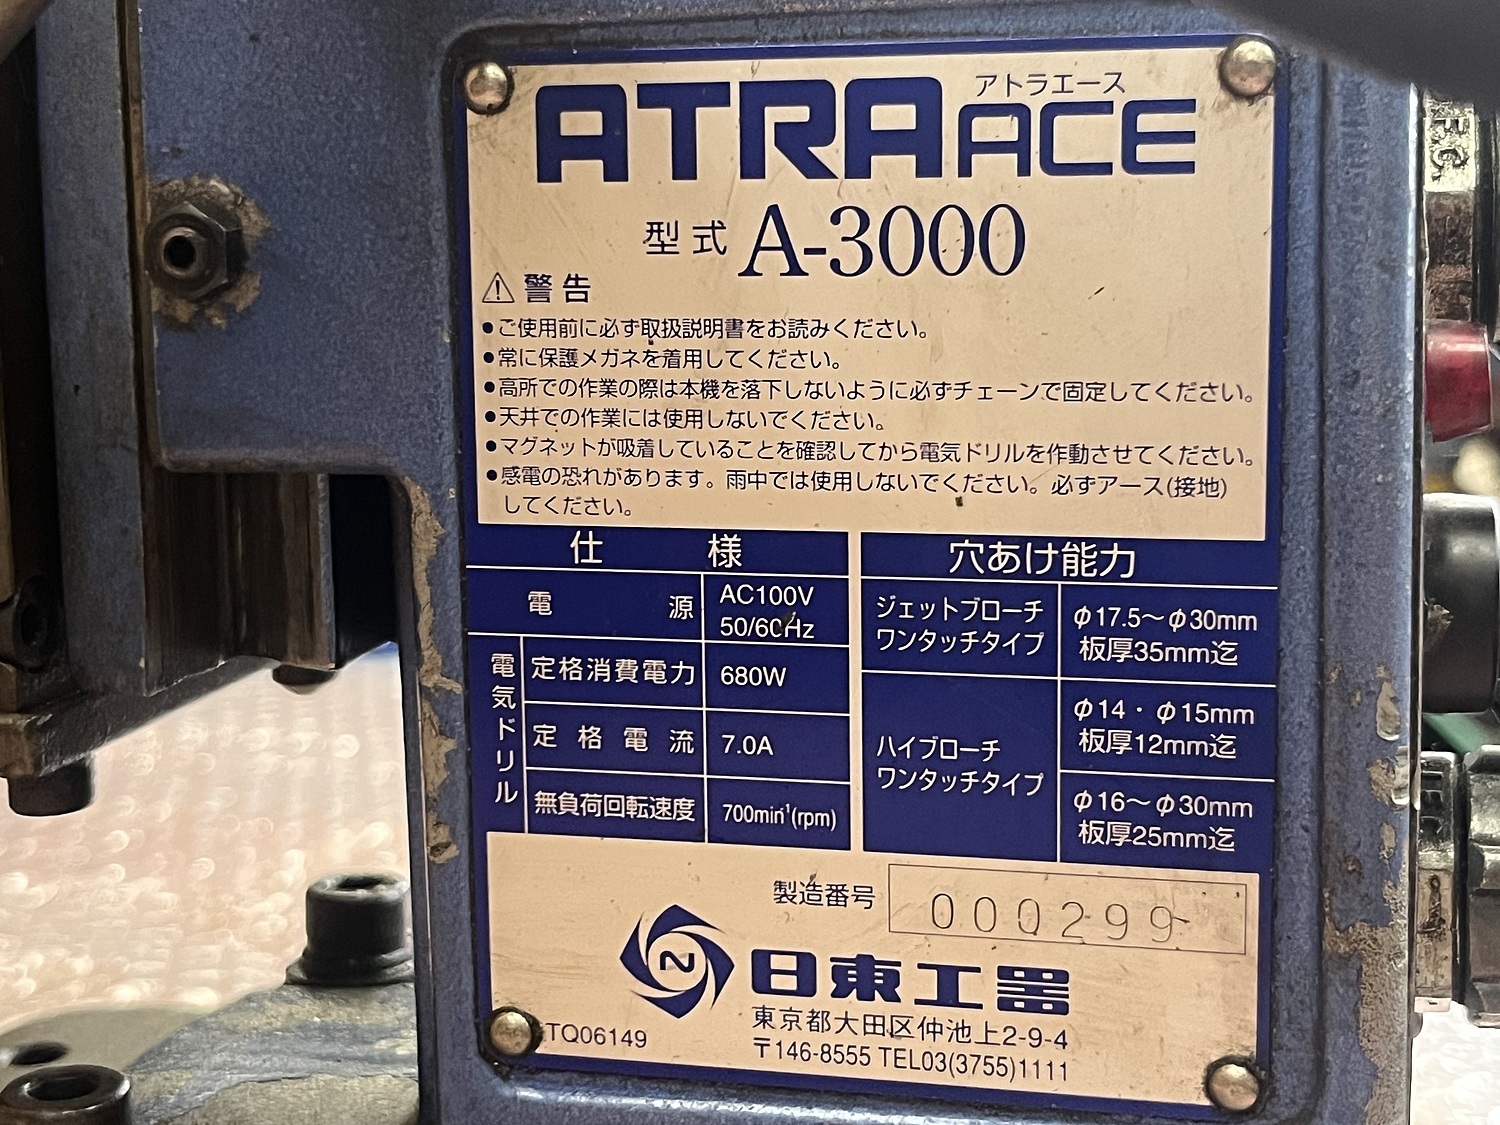 アトラエース
ATRA ACE
型式 A-3000
⚠ 警告
●ご使用前に必ず取扱説明書をお読みください。
●常に保護メガネを着用してください。
●高所での作業の際は本機を落下しないように必ずチェーンで固定してください。
●天井での作業には使用しないでください。
●マグネットが吸着していることを確認してから電気ドリルを作動させてください。
●感電の恐れがあります。雨中では使用しないでください。必ずアース(接地)
してください。
仕様
電源 AC100V
50/60Hz
電気ドリル
定格消費電力 680W
定格電流 7.0A
無負荷回転速度 700min⁻¹(rpm)
穴あけ能力
ジェットブローチ
ワンタッチタイプ
φ17.5～φ30mm
板厚35mm迄
ハイブローチ
ワンタッチタイプ
φ14・φ15mm
板厚12mm迄
φ16～φ30mm
板厚25mm迄
製造番号 000299
N 日東工器
東京都大田区仲池上2-9-4
〒146-8555 TEL03(3755)1111
TQ06149